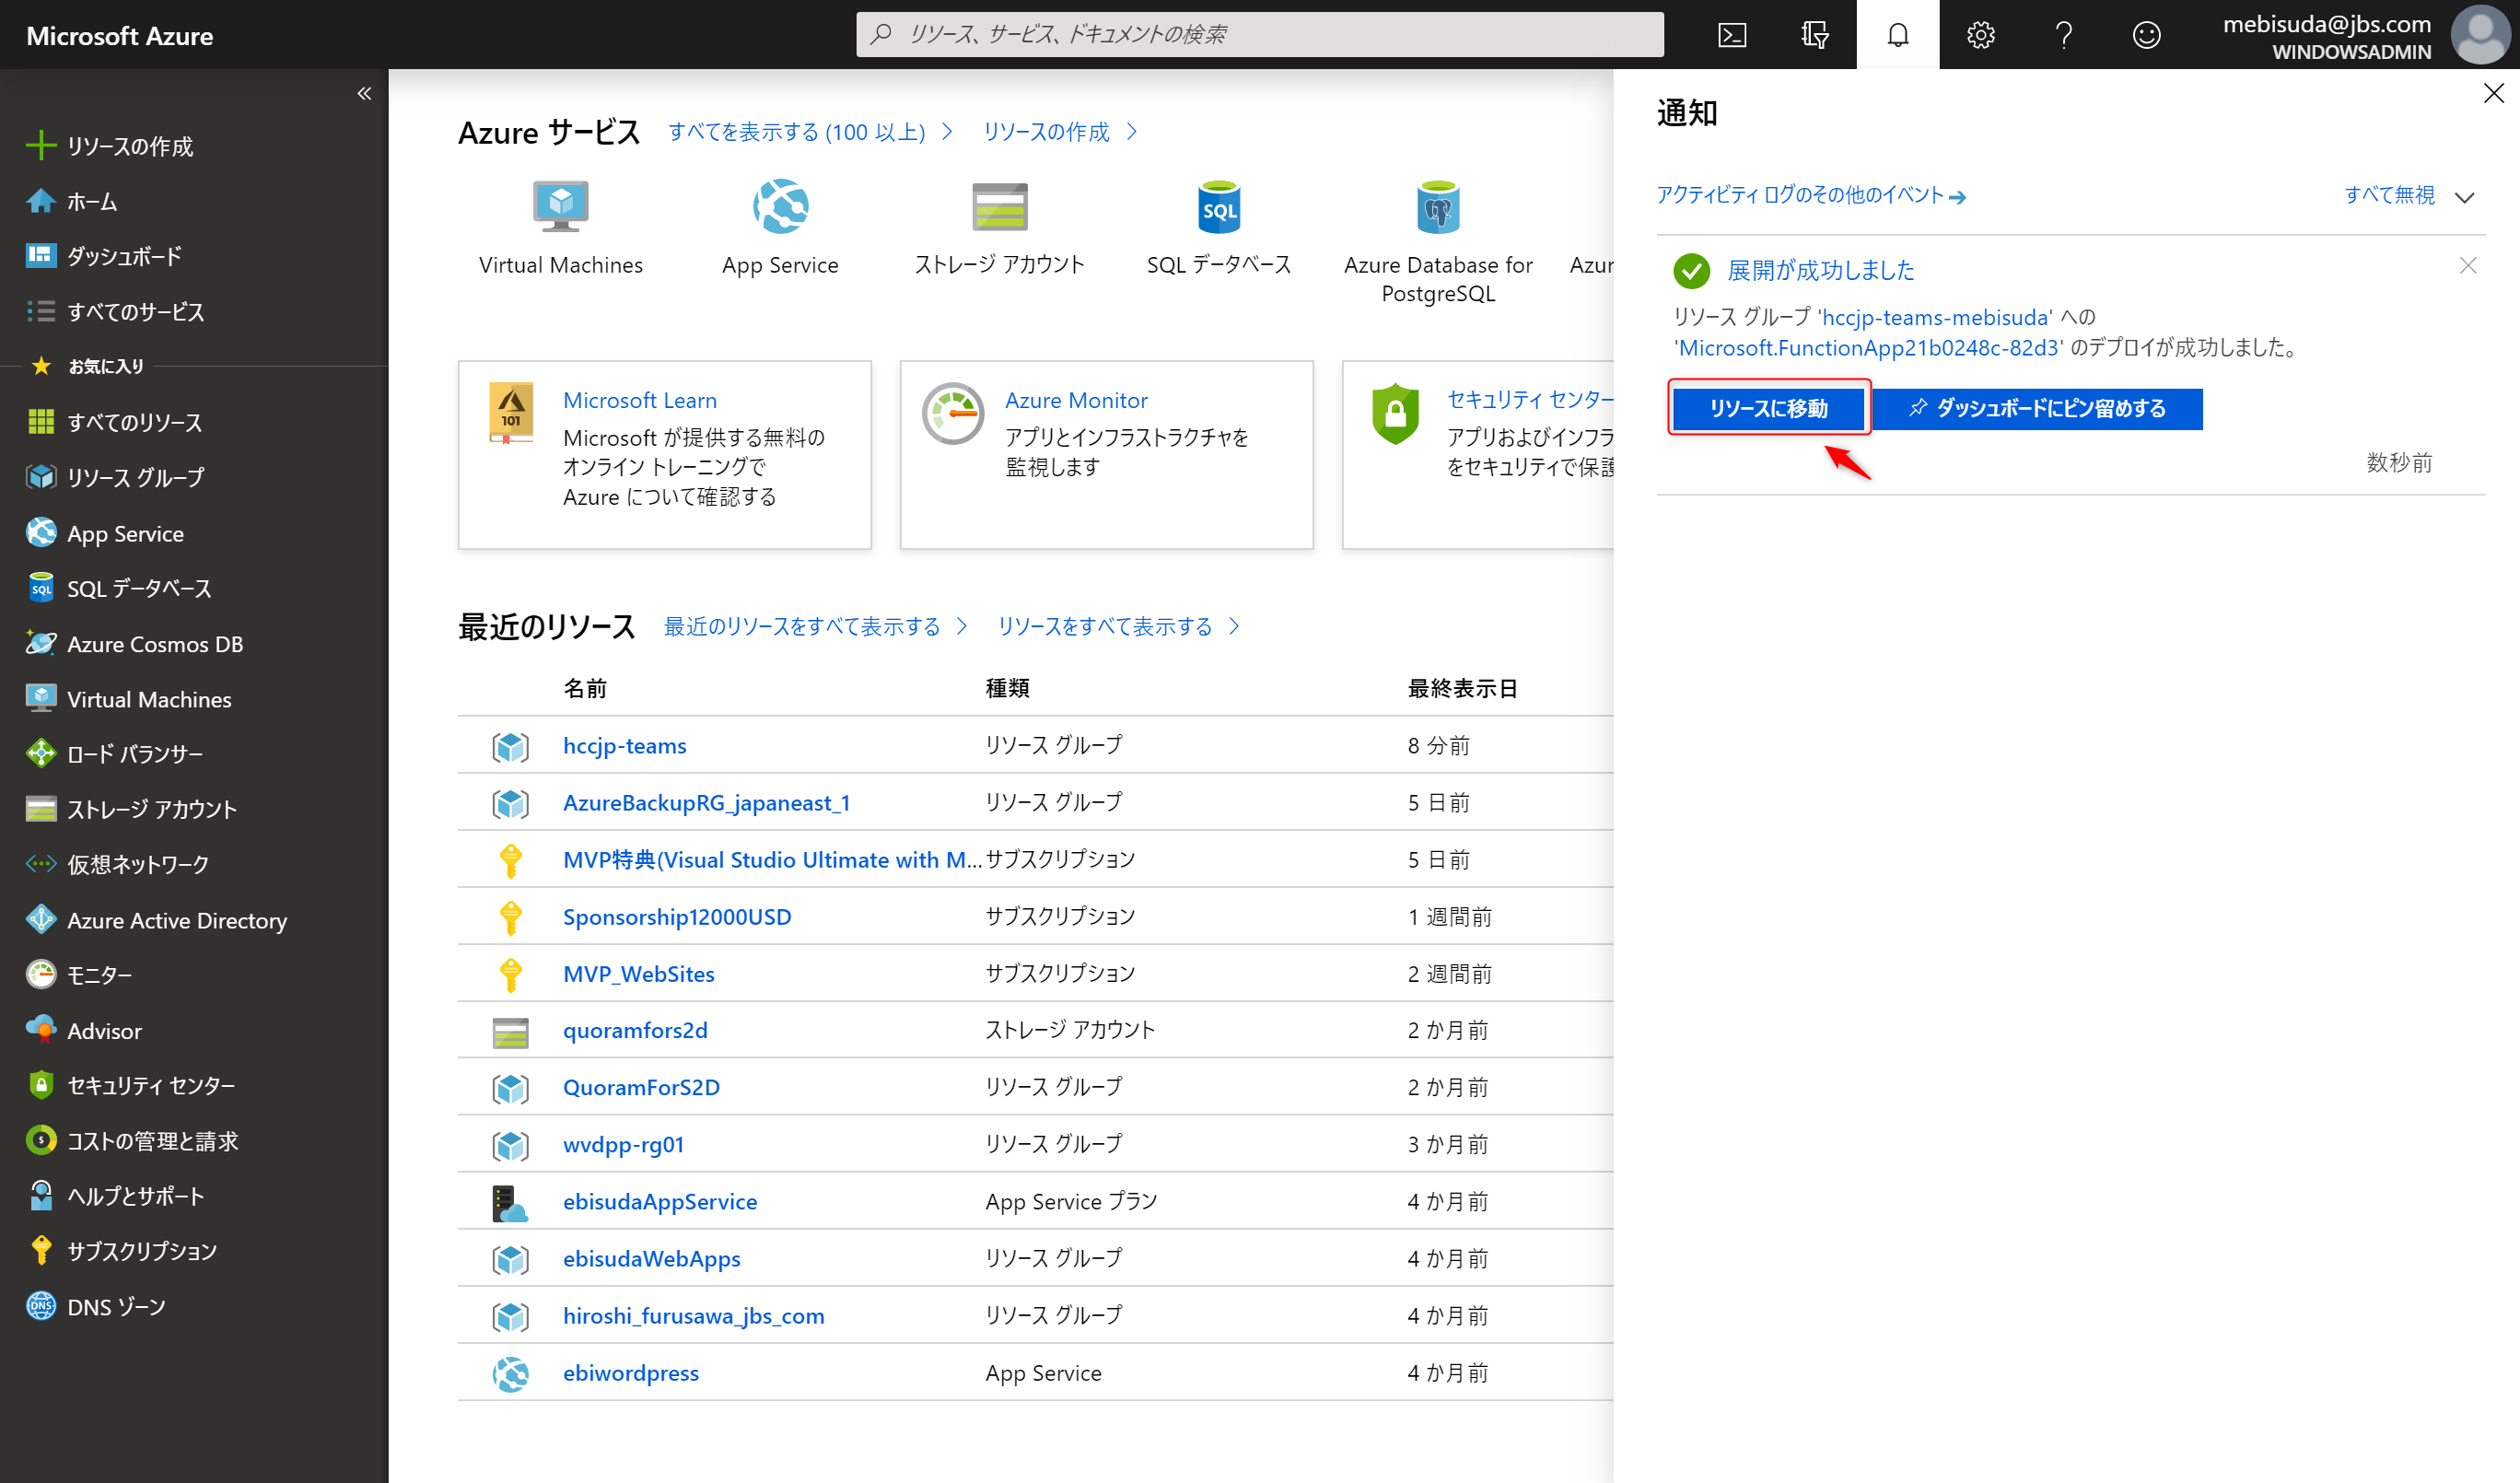 Microsoft Azure
リソース、サービス、ドキュメントの検索
mebisuda@jbs.com
WINDOWSADMIN
リソースの作成
ホーム
ダッシュボード
すべてのサービス
お気に入り
すべてのリソース
リソース グループ
App Service
SQL データベース
Azure Cosmos DB
Virtual Machines
ロード バランサー
ストレージ アカウント
仮想ネットワーク
Azure Active Directory
モニター
Advisor
セキュリティ センター
コストの管理と請求
ヘルプとサポート
サブスクリプション
DNS ゾーン
Azure サービス すべてを表示する (100 以上) リソースの作成
Virtual Machines
App Service
ストレージ アカウント
SQL
SQL データベース
Azure Database for
PostgreSQL
Azur
101
Microsoft Learn
Microsoft が提供する無料の
オンライン トレーニングで
Azure について確認する
Azure Monitor
アプリとインフラストラクチャを
監視します
セキュリティ センター
アプリおよびインフラ
をセキュリティで保護
最近のリソース 最近のリソースをすべて表示する リソースをすべて表示する
名前 種類 最終表示日
hccjp-teams リソース グループ 8 分前
AzureBackupRG_japaneast_1 リソース グループ 5 日前
MVP特典(Visual Studio Ultimate with M... サブスクリプション 5 日前
Sponsorship12000USD サブスクリプション 1 週間前
MVP_WebSites サブスクリプション 2 週間前
quoramfors2d ストレージ アカウント 2 か月前
QuoramForS2D リソース グループ 2 か月前
wvdpp-rg01 リソース グループ 3 か月前
ebisudaAppService App Service プラン 4 か月前
ebisudaWebApps リソース グループ 4 か月前
hiroshi_furusawa_jbs_com リソース グループ 4 か月前
ebiwordpress App Service 4 か月前
通知
アクティビティ ログのその他のイベント すべて無視
展開が成功しました
リソース グループ 'hccjp-teams-mebisuda' への
'Microsoft.FunctionApp21b0248c-82d3' のデプロイが成功しました。
リソースに移動 ダッシュボードにピン留めする
数秒前